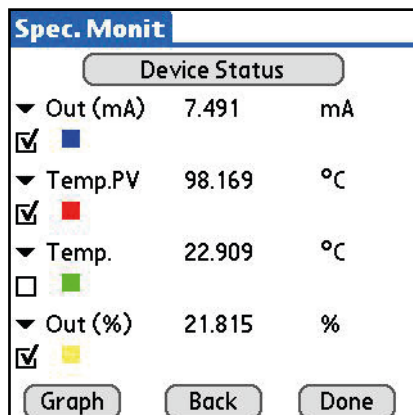 Spec. Monit
Device Status
Out (mA) 7.491 mA
Temp.PV 98.169 °C
Temp. 22.909 °C
Out (%) 21.815 %
Graph Back Done